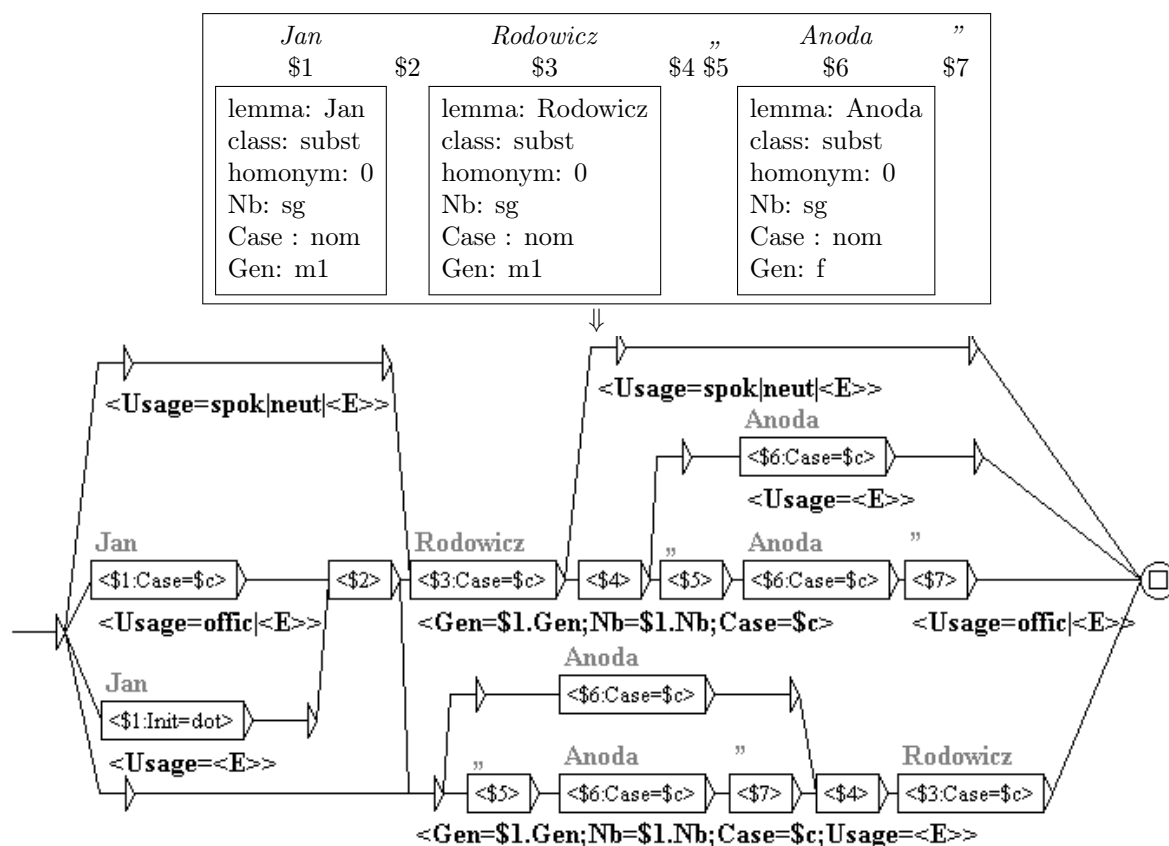 Jan Rodowicz ” Anoda ”
$1 $2 $3 $4 $5 $6 $7
lemma: Jan lemma: Rodowicz lemma: Anoda
class: subst class: subst class: subst
homonym: 0 homonym: 0 homonym: 0
Nb: sg Nb: sg Nb: sg
Case : nom Case : nom Case : nom
Gen: m1 Gen: m1 Gen: f
⇓
<Usage=spok|neut|<E>> <Usage=spok|neut|<E>>
Anoda
<$6:Case=$c>
<Usage=<E>>
Jan Rodowicz ” Anoda ”
<$1:Case=$c> <$2> <$3:Case=$c> <$4> <$5> <$6:Case=$c> <$7>
<Usage=offic|<E>> <Gen=$1.Gen;Nb=$1.Nb;Case=$c> <Usage=offic|<E>>
Anoda
Jan <$6:Case=$c>
<$1:Init=dot>
<Usage=<E>>
” Anoda ” Rodowicz
<$5> <$6:Case=$c> <$7> <$4> <$3:Case=$c>
<Gen=$1.Gen;Nb=$1.Nb;Case=$c;Usage=<E>>